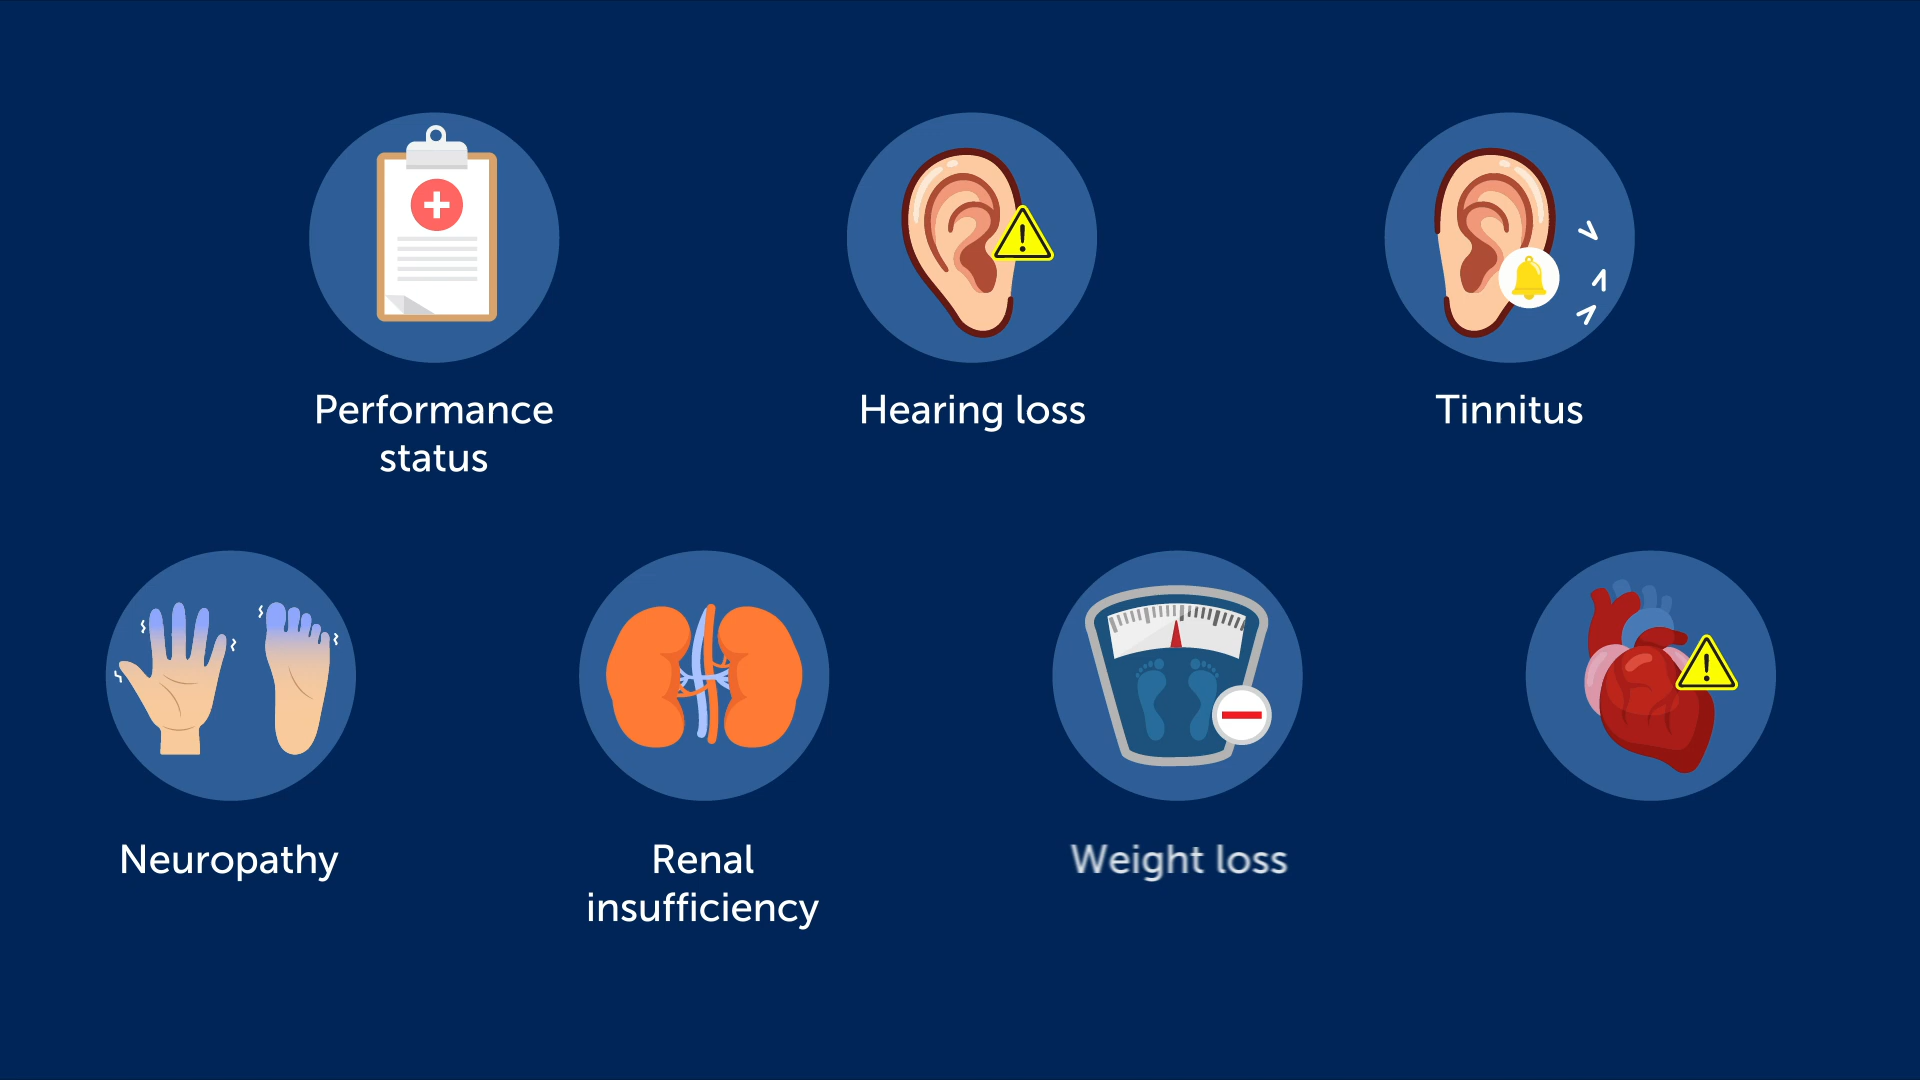 Performance
status
Hearing loss
Tinnitus
Neuropathy
Renal
insufficiency
Weight loss